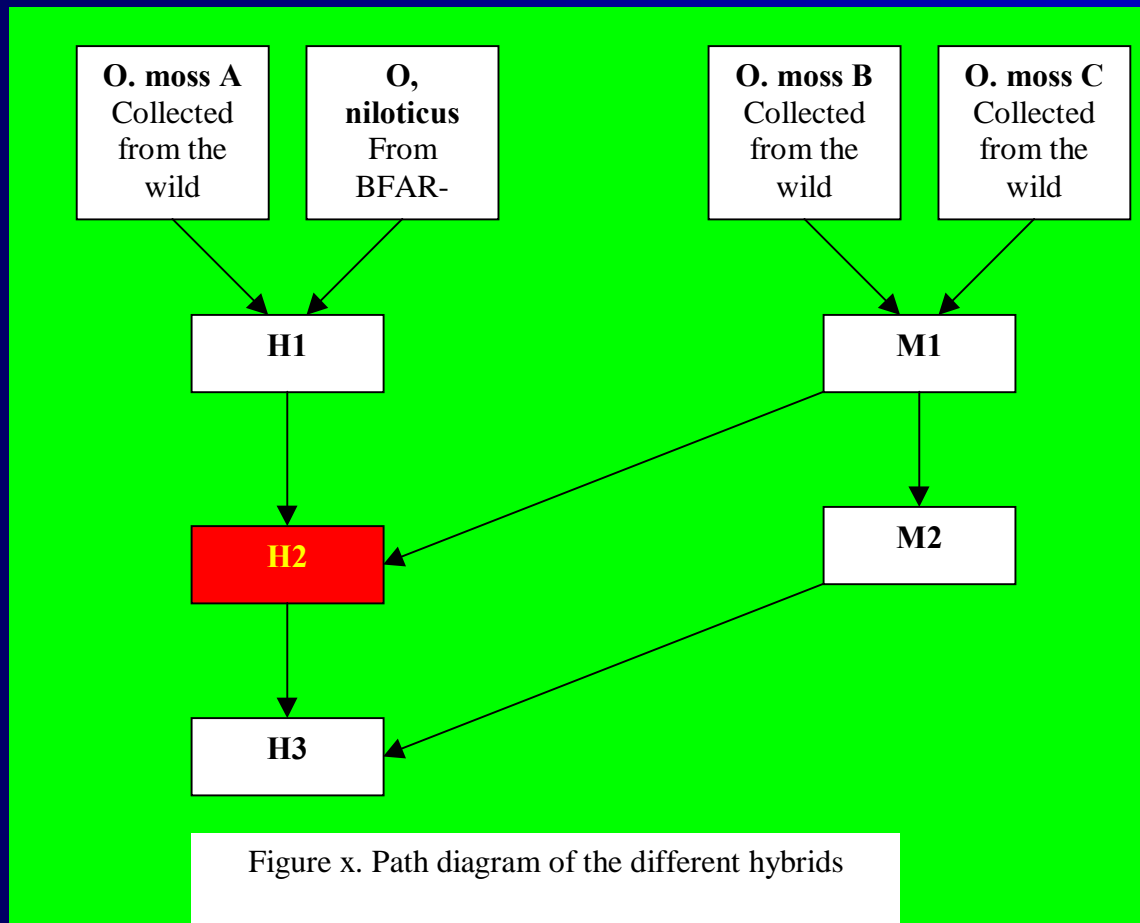 O. moss A
Collected
from the
wild
O,
niloticus
From
BFAR-
O. moss B
Collected
from the
wild
O. moss C
Collected
from the
wild
H1
M1
H2
M2
H3
Figure x. Path diagram of the different hybrids